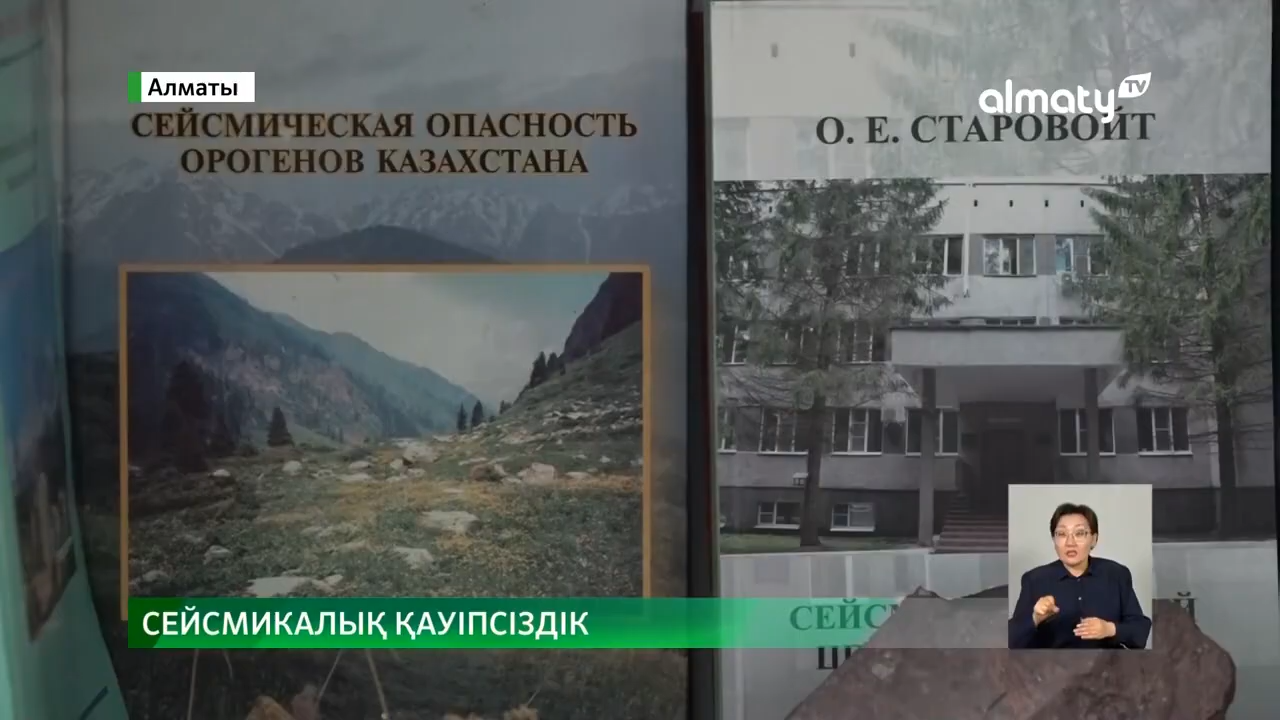 Алматы
almaty TV
СЕЙСМИЧЕСКАЯ ОПАСНОСТЬ
ОРОГЕНОВ КАЗАХСТАНА
О. Е. СТАРОВОЙТ
СЕЙСМИКАЛЫҚ ҚАУІПСІЗДІК